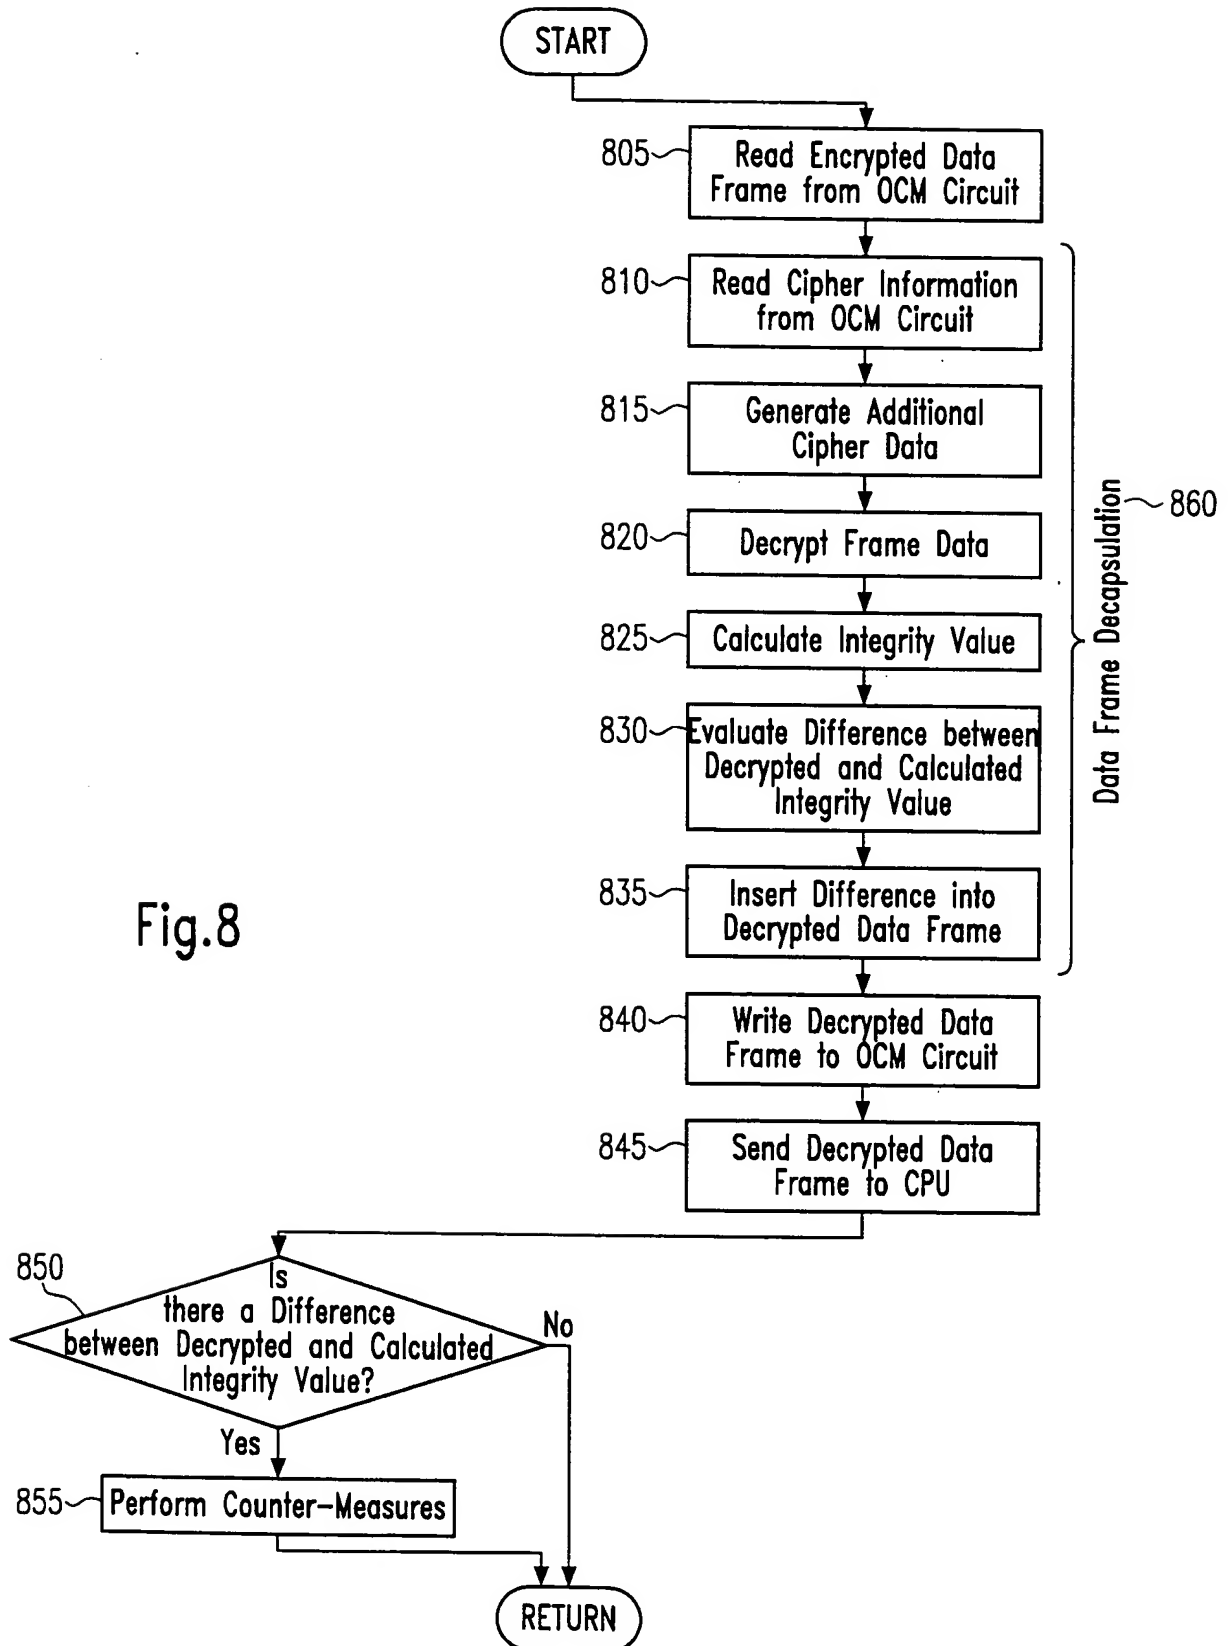 START
805
Read Encrypted Data
Frame from OCM Circuit
810
Read Cipher Information
from OCM Circuit
815
Generate Additional
Cipher Data
820
Decrypt Frame Data
825
Calculate Integrity Value
830
Evaluate Difference between
Decrypted and Calculated
Integrity Value
835
Insert Difference into
Decrypted Data Frame
Data Frame Decapsulation
860
Fig.8
840
Write Decrypted Data
Frame to OCM Circuit
845
Send Decrypted Data
Frame to CPU
850
Is
there a Difference
between Decrypted and Calculated
Integrity Value?
No
Yes
855
Perform Counter-Measures
RETURN